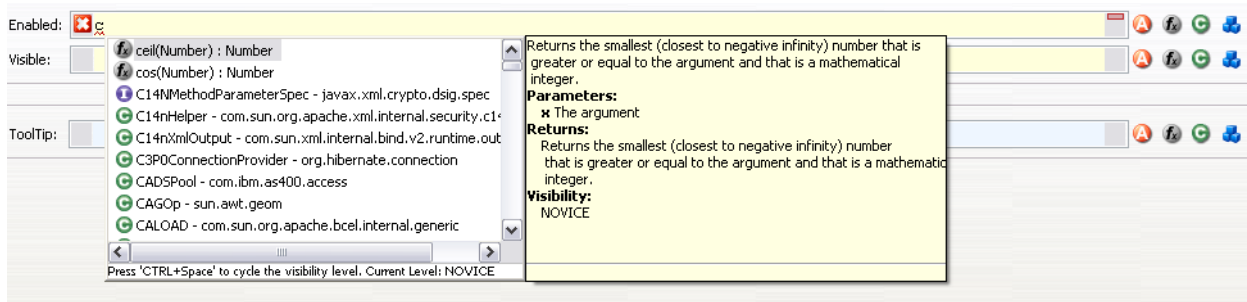 Enabled:
c
ceil(Number) : Number
cos(Number) : Number
C14NMethodParameterSpec - javax.xml.crypto.dsig.spec
C14nHelper - com.sun.org.apache.xml.internal.security.c14
C14nXmlOutput - com.sun.xml.internal.bind.v2.runtime.out
C3P0ConnectionProvider - org.hibernate.connection
CADSPool - com.ibm.as400.access
CAGOp - sun.awt.geom
CALOAD - com.sun.org.apache.bcel.internal.generic
Press 'CTRL+Space' to cycle the visibility level. Current Level: NOVICE
Returns the smallest (closest to negative infinity) number that is
greater or equal to the argument and that is a mathematical
integer.
Parameters:
x The argument
Returns:
Returns the smallest (closest to negative infinity) number
that is greater or equal to the argument and that is a mathematic
integer.
Visibility:
NOVICE
Visible:
ToolTip: